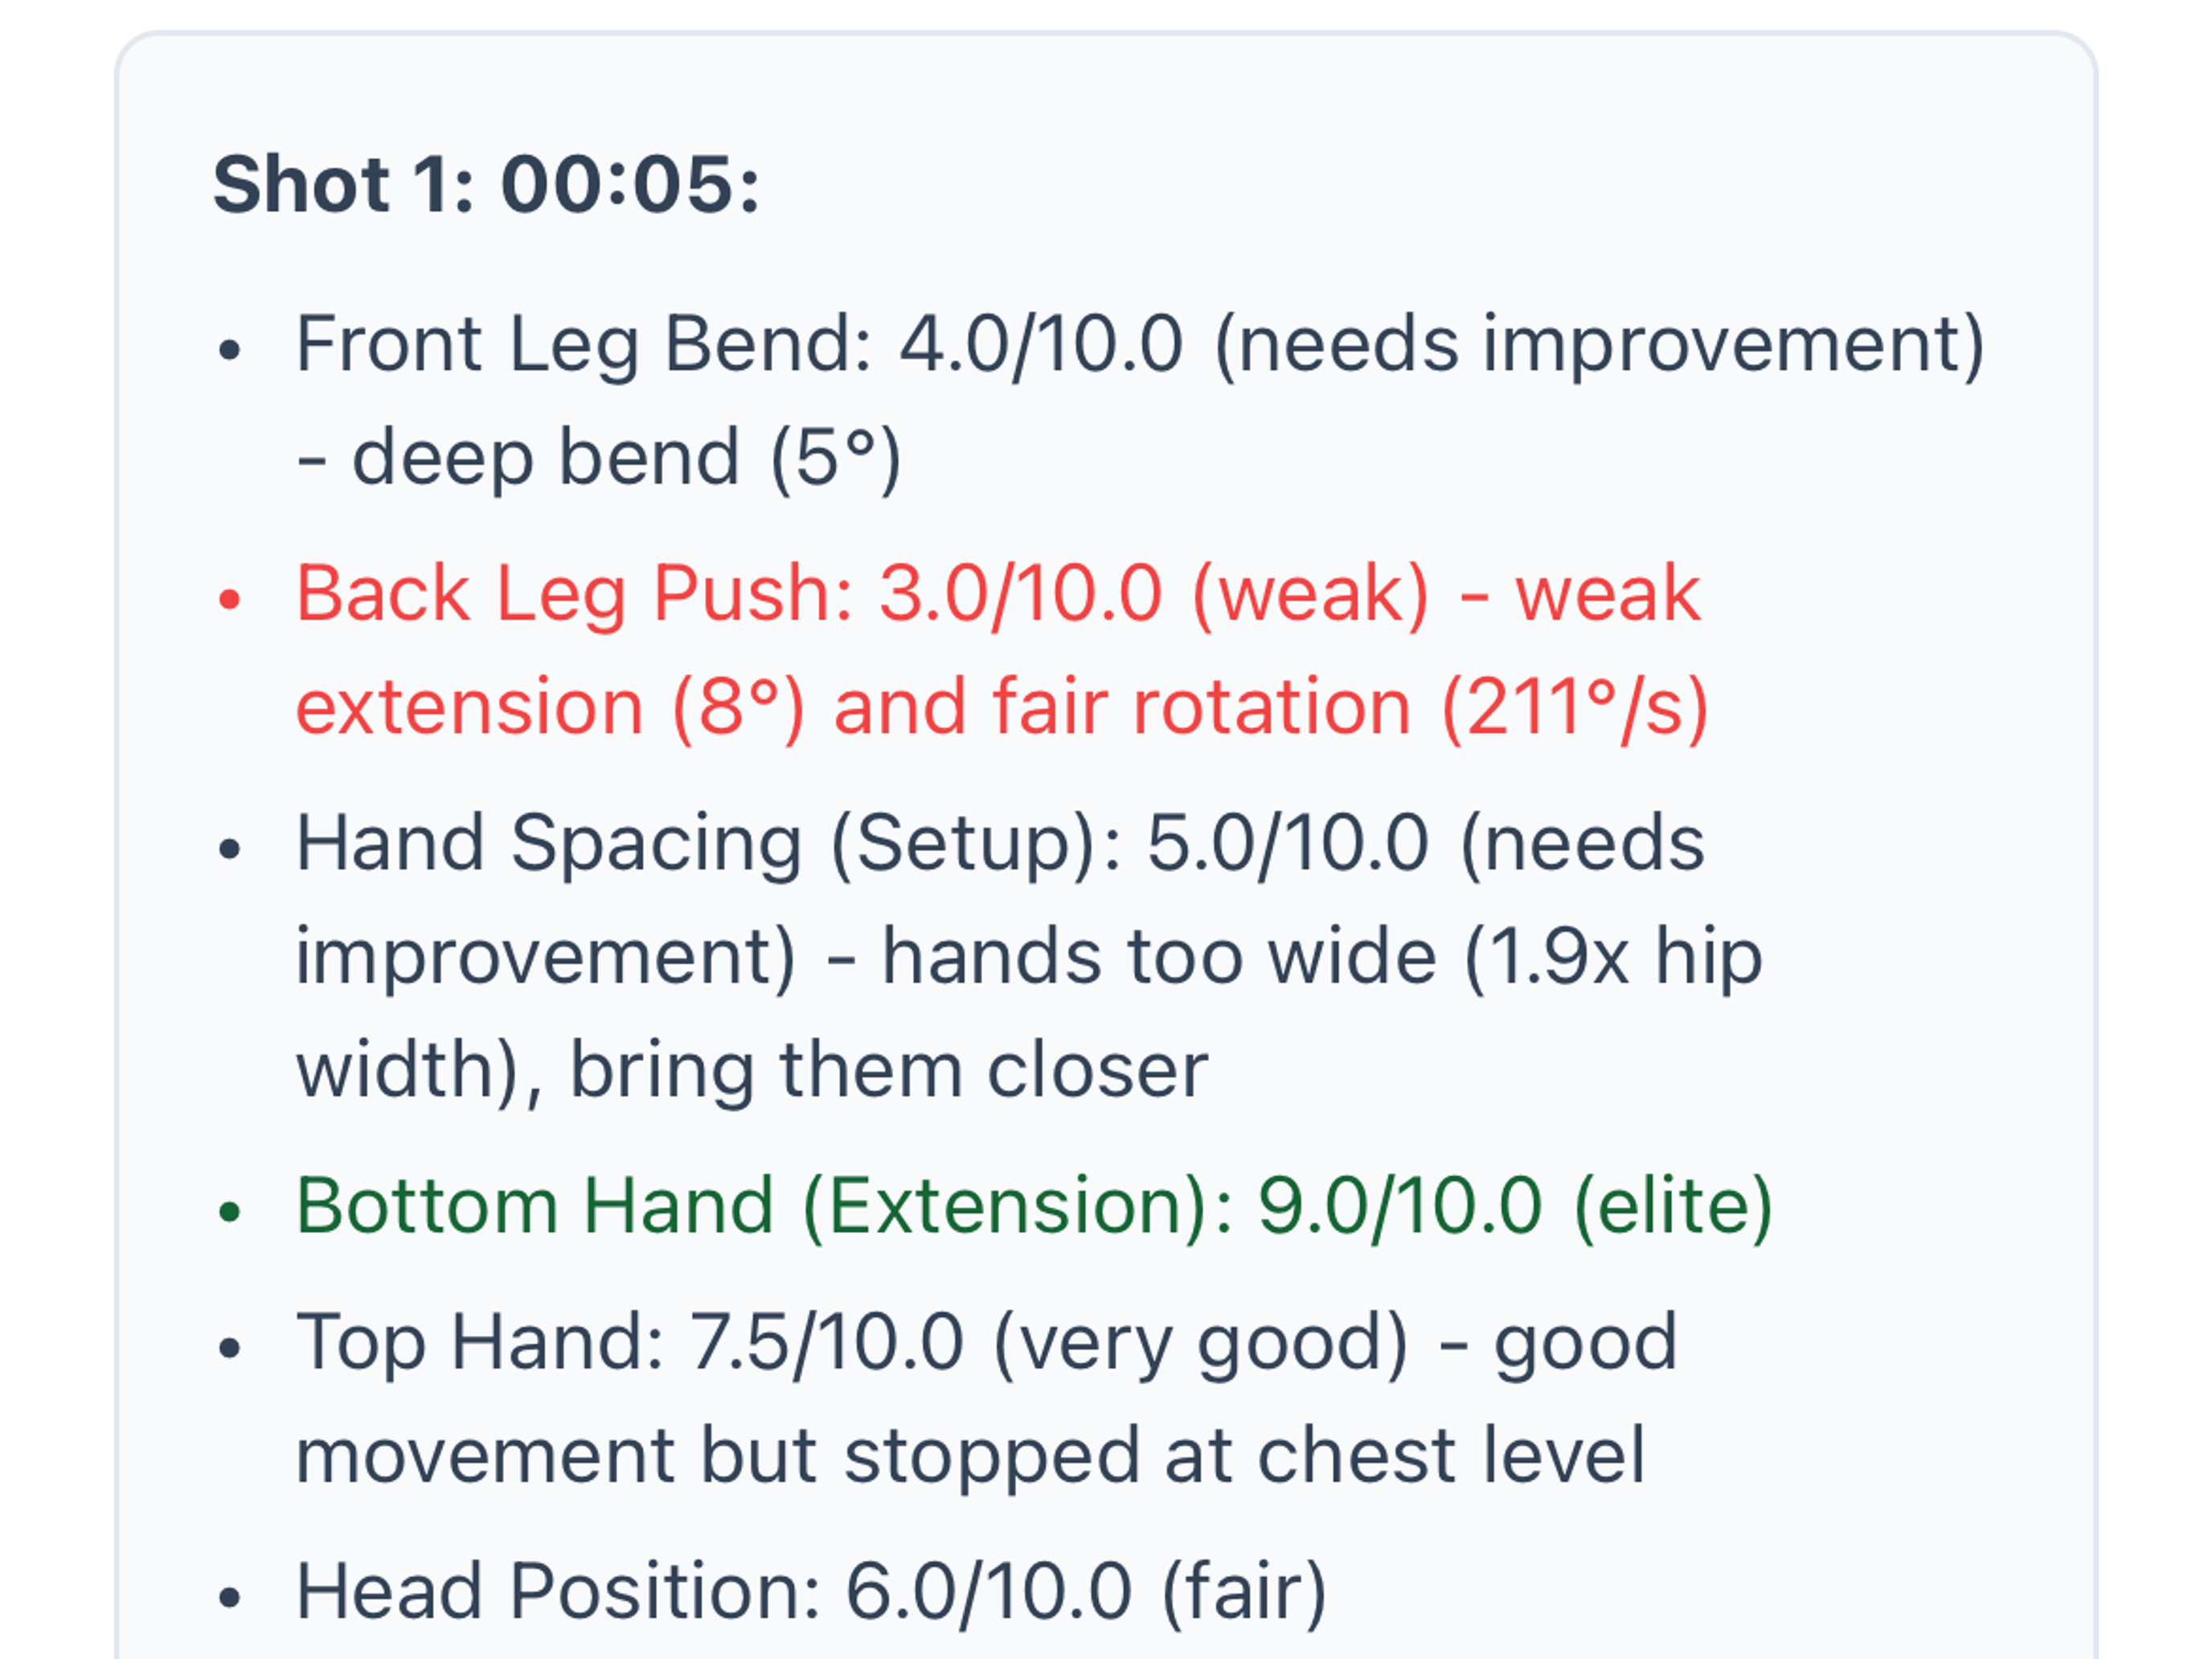 Shot 1: 00:05:
• Front Leg Bend: 4.0/10.0 (needs improvement)
- deep bend (5°)
• Back Leg Push: 3.0/10.0 (weak) - weak
extension (8°) and fair rotation (211°/s)
• Hand Spacing (Setup): 5.0/10.0 (needs
improvement) - hands too wide (1.9x hip
width), bring them closer
• Bottom Hand (Extension): 9.0/10.0 (elite)
• Top Hand: 7.5/10.0 (very good) - good
movement but stopped at chest level
• Head Position: 6.0/10.0 (fair)